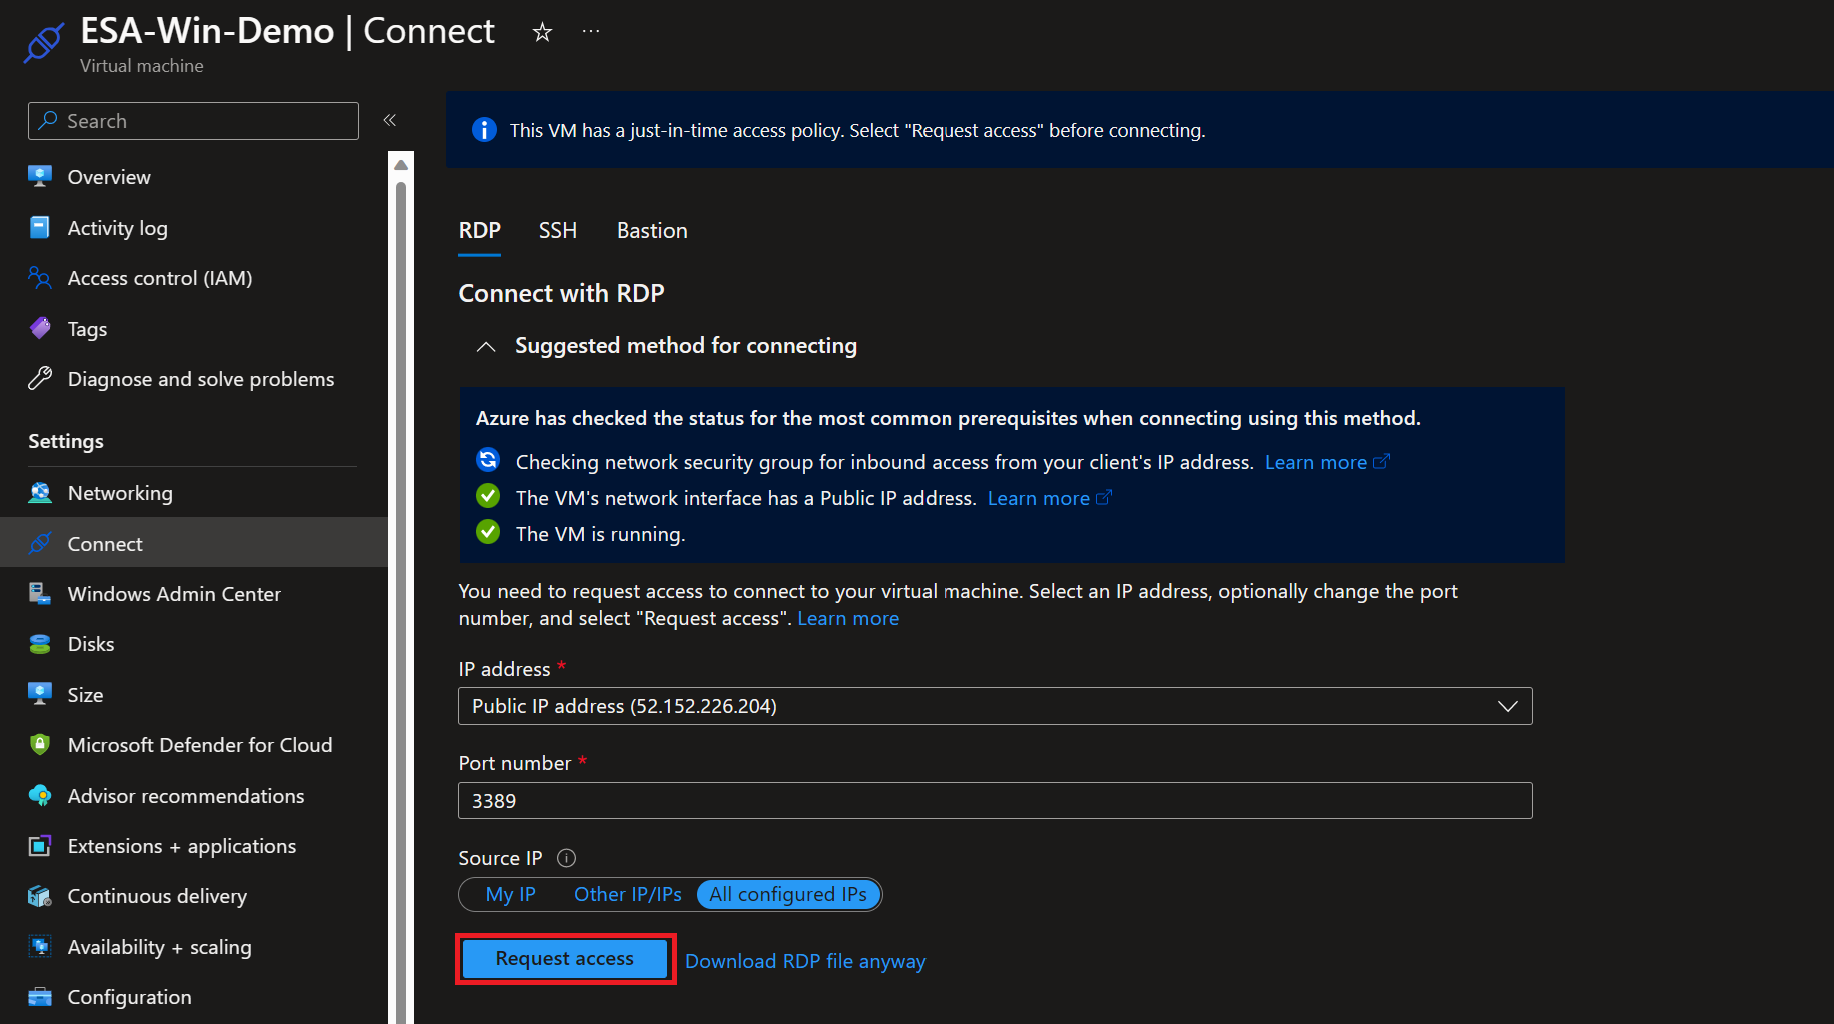 ESA-Win-Demo | Connect
Virtual machine
Search
Overview
Activity log
Access control (IAM)
Tags
Diagnose and solve problems
Settings
Networking
Connect
Windows Admin Center
Disks
Size
Microsoft Defender for Cloud
Advisor recommendations
Extensions + applications
Continuous delivery
Availability + scaling
Configuration
This VM has a just-in-time access policy. Select "Request access" before connecting.
RDP SSH Bastion
Connect with RDP
Suggested method for connecting
Azure has checked the status for the most common prerequisites when connecting using this method.
Checking network security group for inbound access from your client's IP address. Learn more
The VM's network interface has a Public IP address. Learn more
The VM is running.
You need to request access to connect to your virtual machine. Select an IP address, optionally change the port
number, and select "Request access". Learn more
IP address *
Public IP address (52.152.226.204)
Port number *
3389
Source IP
My IP Other IP/IPs All configured IPs
Request access Download RDP file anyway